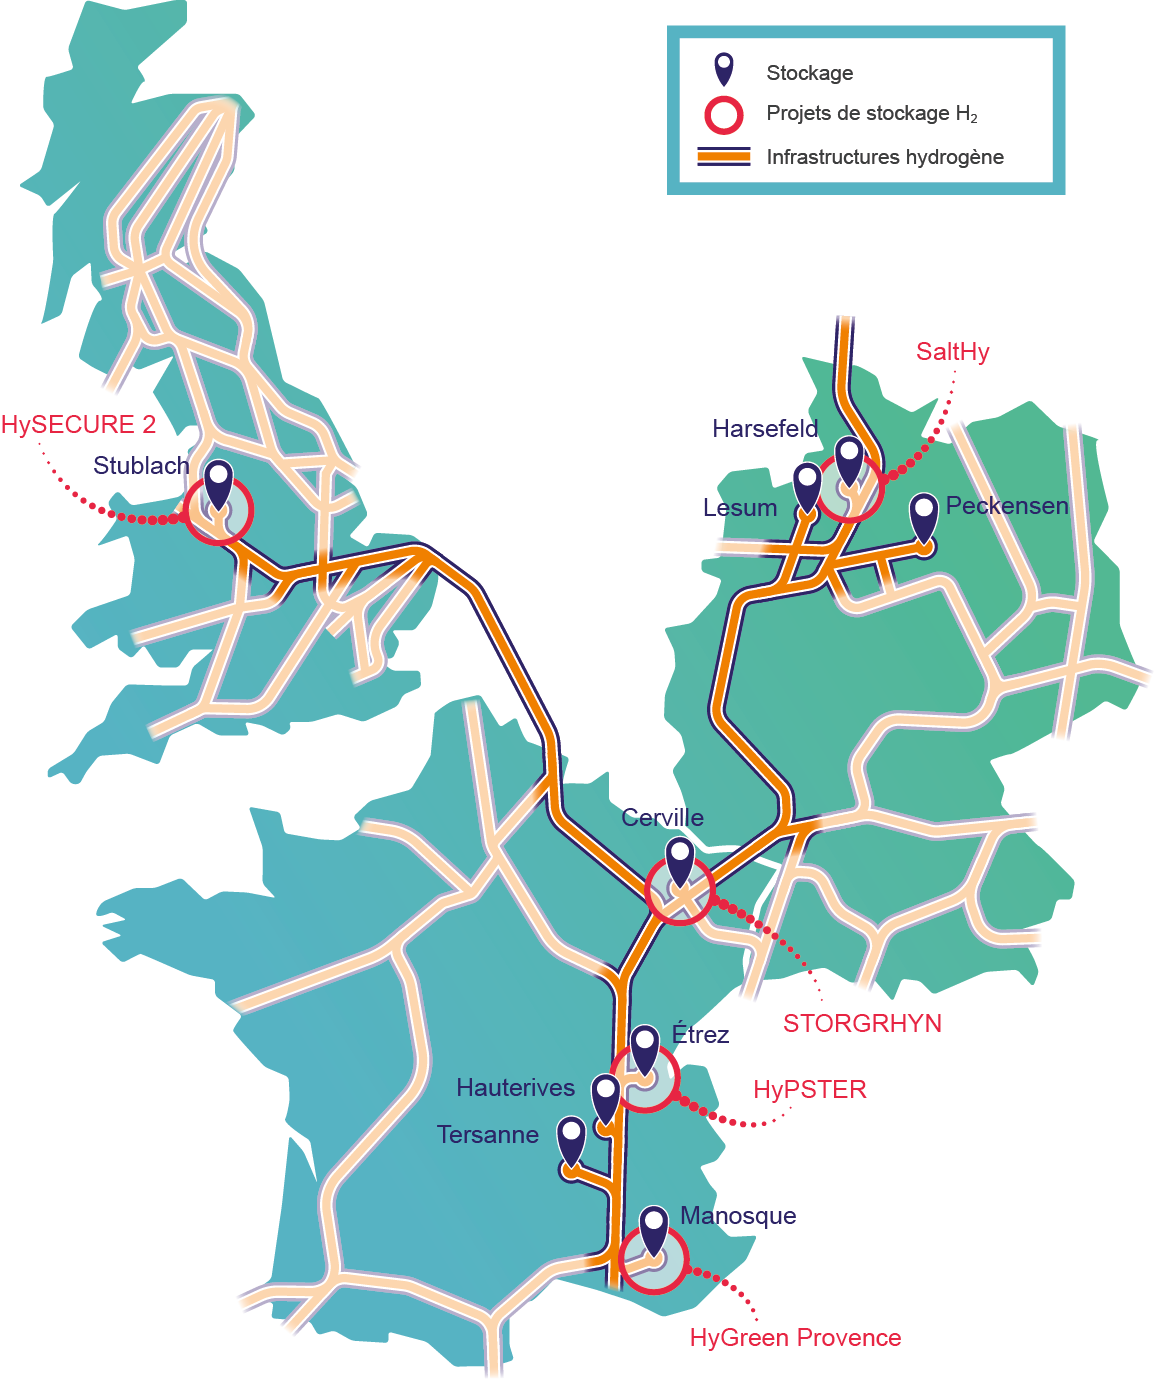 Stockage
Projets de stockage H₂
Infrastructures hydrogène
SaltHy
HySECURE 2
Harsefeld
Stublach
Lesum
Peckensen
Cerville
STORGRHYN
Étrez
Hauterives
HyPSTER
Tersanne
Manosque
HyGreen Provence